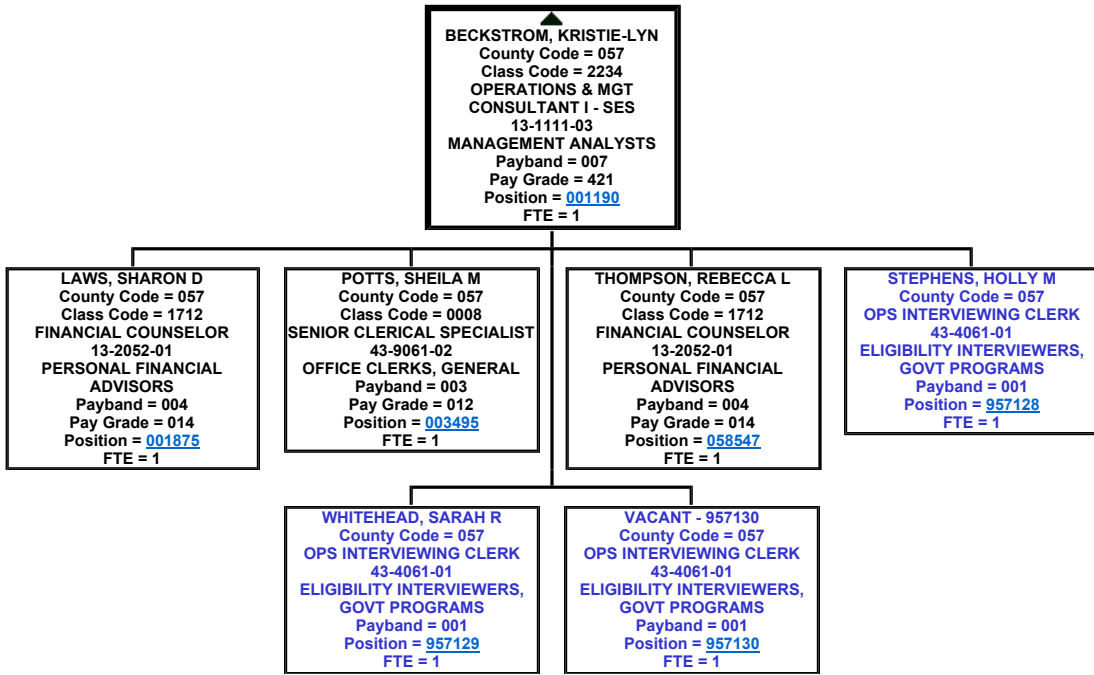 BECKSTROM, KRISTIE-LYN
County Code = 057
Class Code = 2234
OPERATIONS & MGT
CONSULTANT I - SES
13-1111-03
MANAGEMENT ANALYSTS
Payband = 007
Pay Grade = 421
Position = 001190
FTE = 1
LAWS, SHARON D
County Code = 057
Class Code = 1712
FINANCIAL COUNSELOR
13-2052-01
PERSONAL FINANCIAL
ADVISORS
Payband = 004
Pay Grade = 014
Position = 001875
FTE = 1
POTTS, SHEILA M
County Code = 057
Class Code = 0008
SENIOR CLERICAL SPECIALIST
43-9061-02
OFFICE CLERKS, GENERAL
Payband = 003
Pay Grade = 012
Position = 003495
FTE = 1
THOMPSON, REBECCA L
County Code = 057
Class Code = 1712
FINANCIAL COUNSELOR
13-2052-01
PERSONAL FINANCIAL
ADVISORS
Payband = 004
Pay Grade = 014
Position = 058547
FTE = 1
STEPHENS, HOLLY M
County Code = 057
OPS INTERVIEWING CLERK
43-4061-01
ELIGIBILITY INTERVIEWERS,
GOVT PROGRAMS
Payband = 001
Position = 957128
FTE = 1
WHITEHEAD, SARAH R
County Code = 057
OPS INTERVIEWING CLERK
43-4061-01
ELIGIBILITY INTERVIEWERS,
GOVT PROGRAMS
Payband = 001
Position = 957129
FTE = 1
VACANT - 957130
County Code = 057
OPS INTERVIEWING CLERK
43-4061-01
ELIGIBILITY INTERVIEWERS,
GOVT PROGRAMS
Payband = 001
Position = 957130
FTE = 1